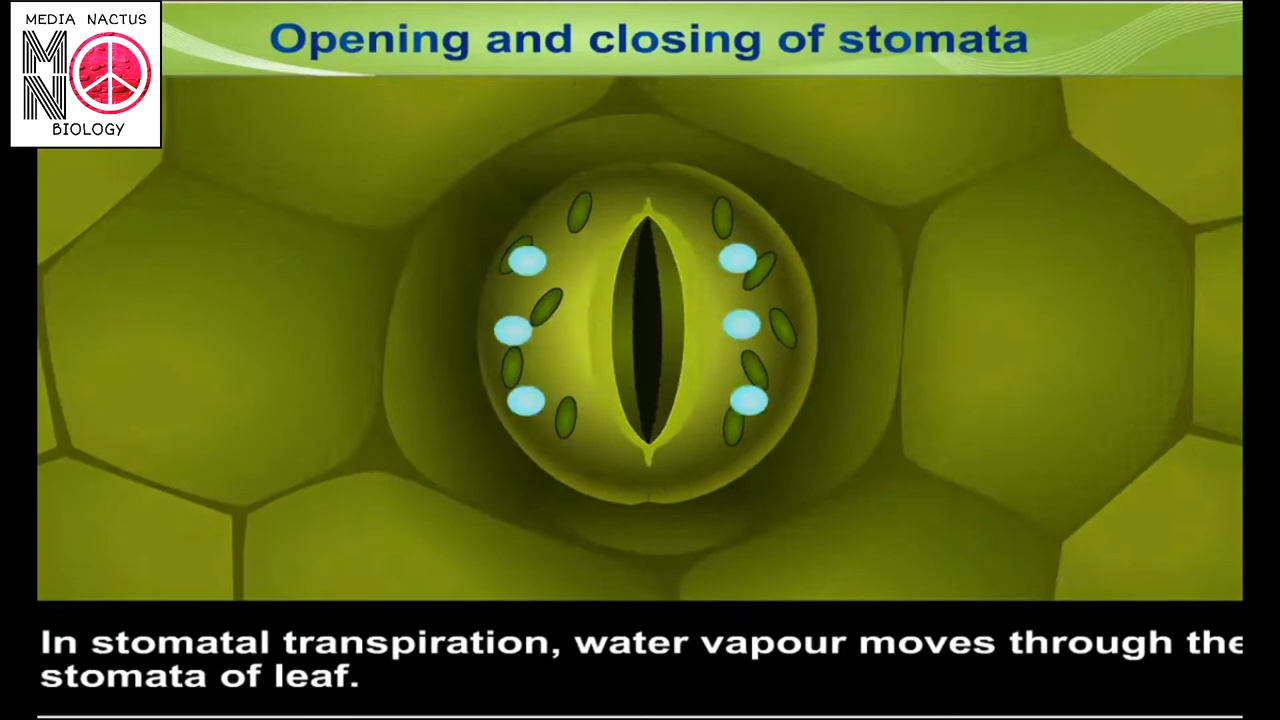 MEDIA NACTUS
MN
BIOLOGY
Opening and closing of stomata
In stomatal transpiration, water vapour moves through the
stomata of leaf.